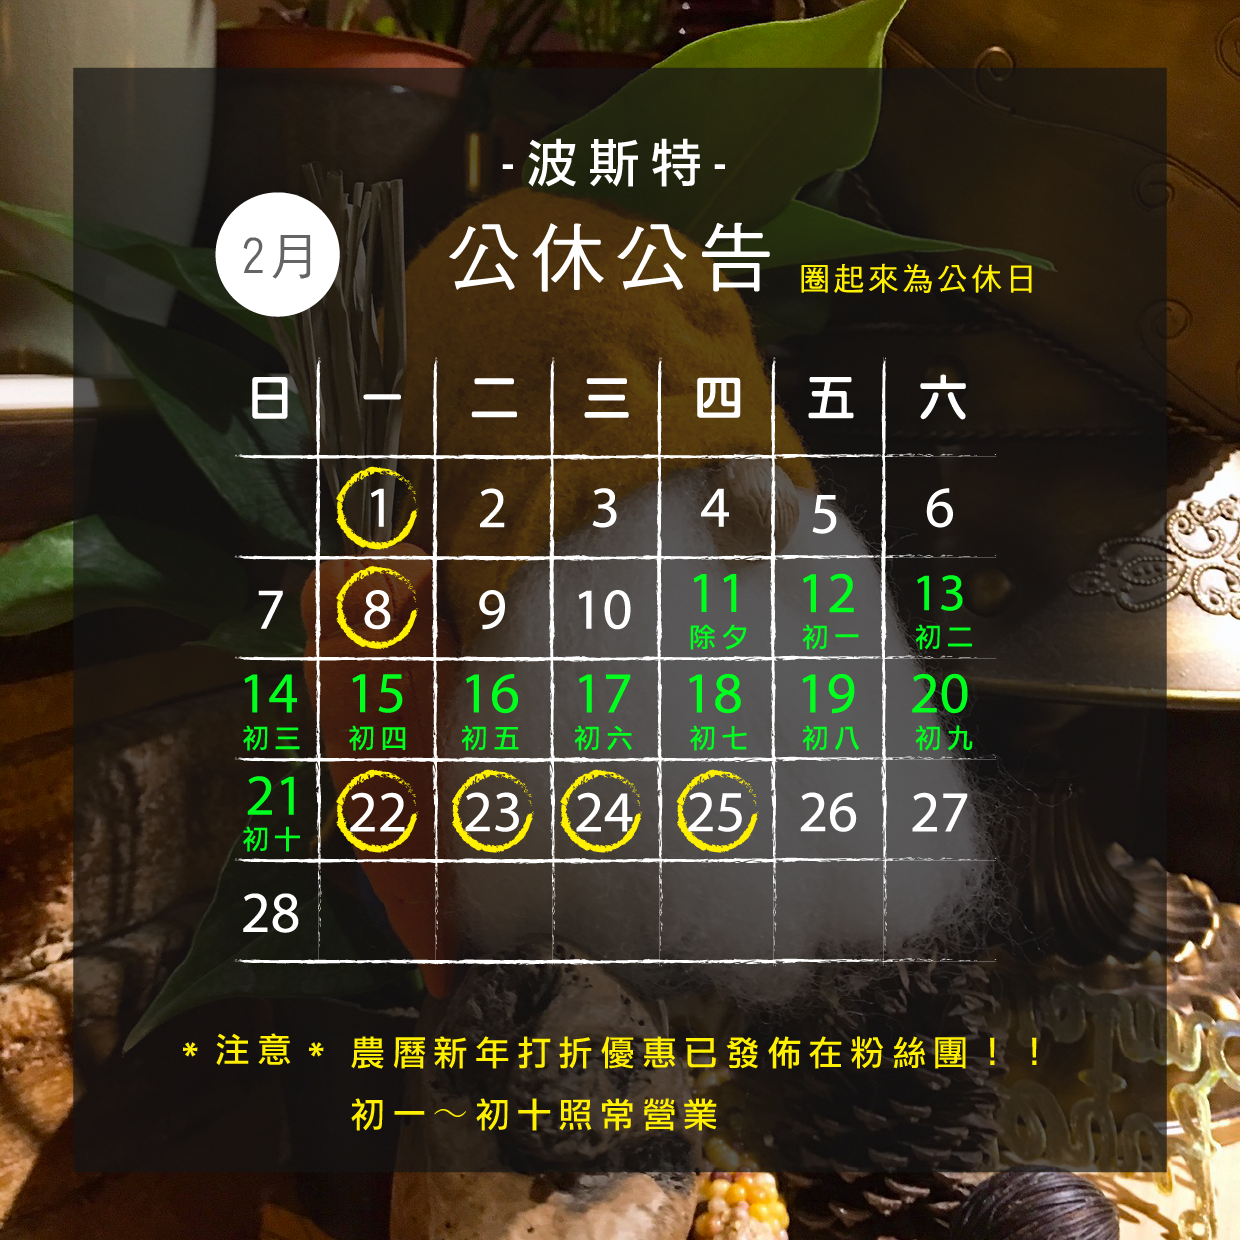 -波斯特-
2月
公休公告 圈起來為公休日
日 一 二 三 四 五 六
1 2 3 4 5 6
7 8 9 10 11 12 13
除夕 初一 初二
14 15 16 17 18 19 20
初三 初四 初五 初六 初七 初八 初九
21 22 23 24 25 26 27
初十
28
*注意* 農曆新年打折優惠已發佈在粉絲團！！
初一～初十照常營業